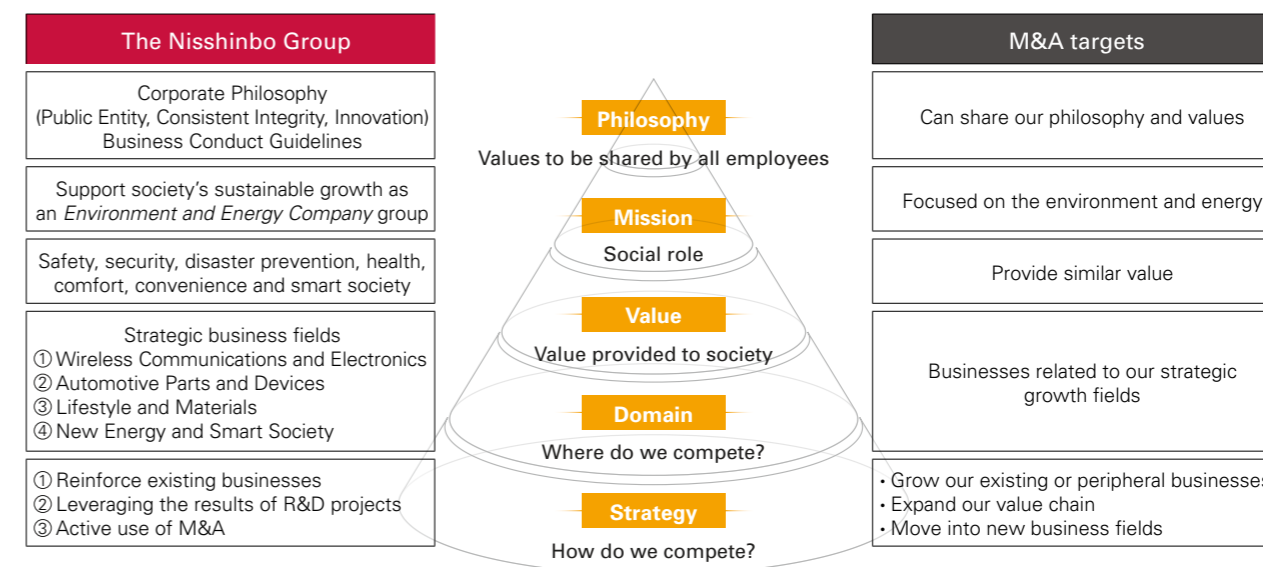 The Nisshinbo Group
Corporate Philosophy
(Public Entity, Consistent Integrity, Innovation)
Business Conduct Guidelines
Support society’s sustainable growth as
an Environment and Energy Company group
Safety, security, disaster prevention, health,
comfort, convenience and smart society
Strategic business fields
① Wireless Communications and Electronics
② Automotive Parts and Devices
③ Lifestyle and Materials
④ New Energy and Smart Society
① Reinforce existing businesses
② Leveraging the results of R&D projects
③ Active use of M&A
Philosophy
Values to be shared by all employees
Mission
Social role
Value
Value provided to society
Domain
Where do we compete?
Strategy
How do we compete?
M&A targets
Can share our philosophy and values
Focused on the environment and energy
Provide similar value
Businesses related to our strategic
growth fields
• Grow our existing or peripheral businesses
• Expand our value chain
• Move into new business fields